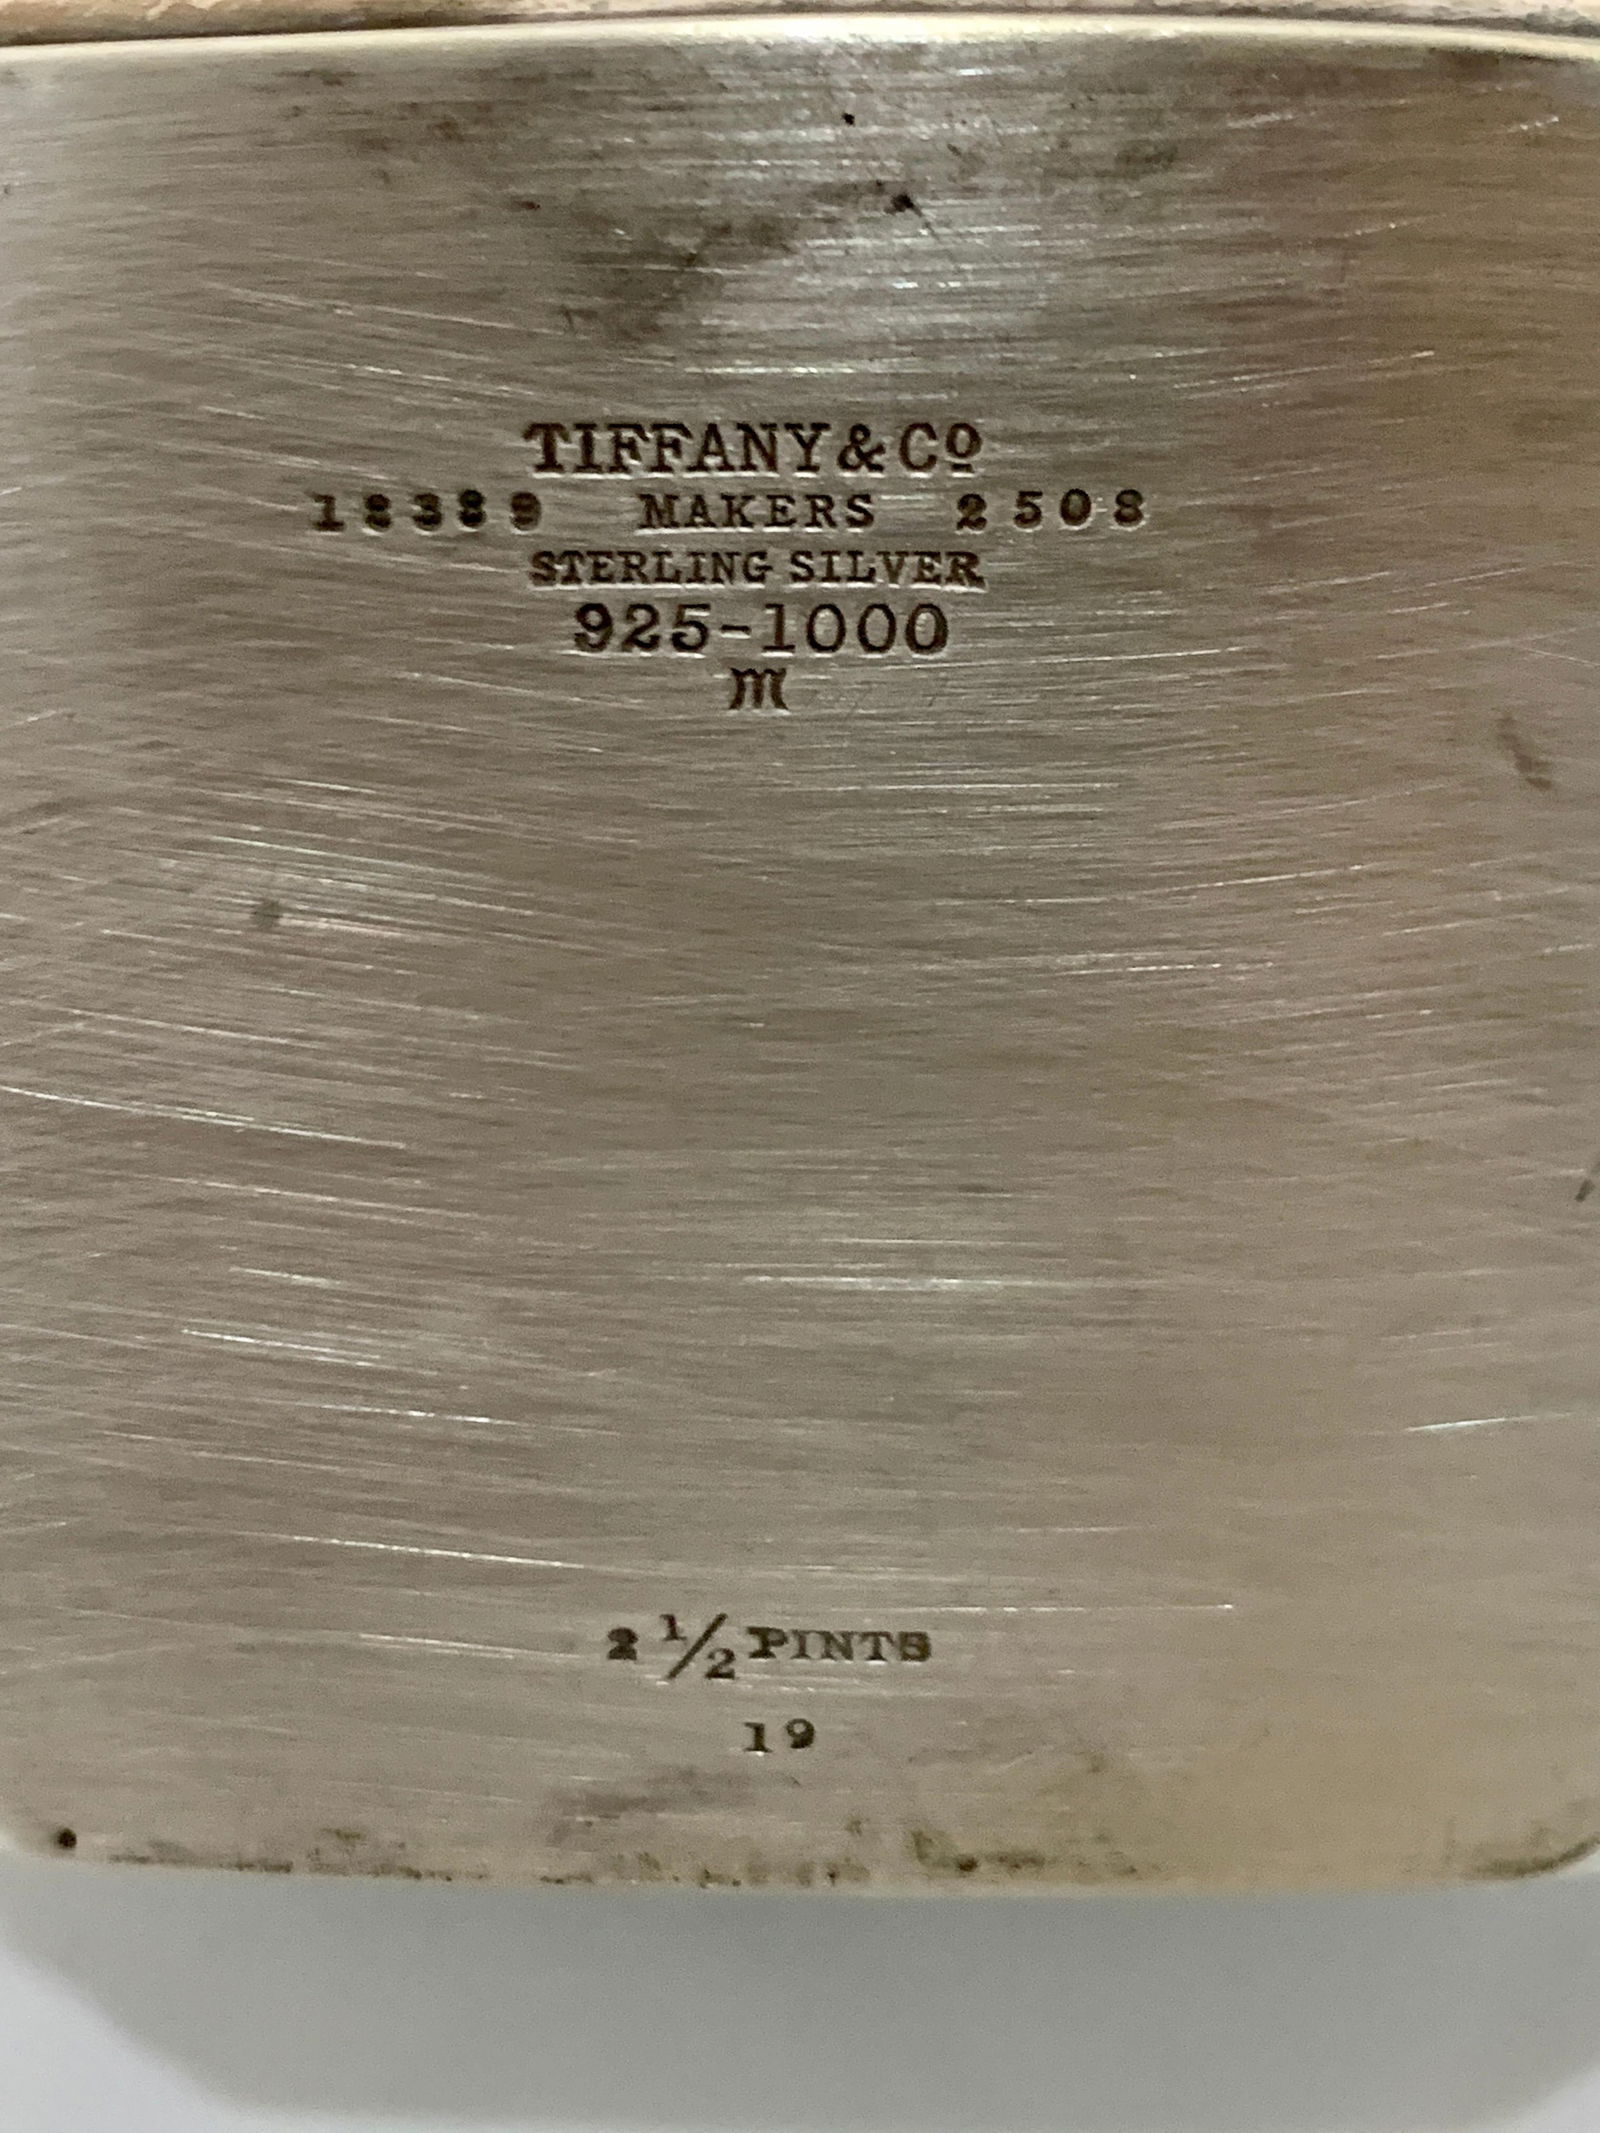 TIFFANY & Cº
18389 MAKERS 2508
STERLING SILVER
925-1000
m
2 1/2 PINTS
19